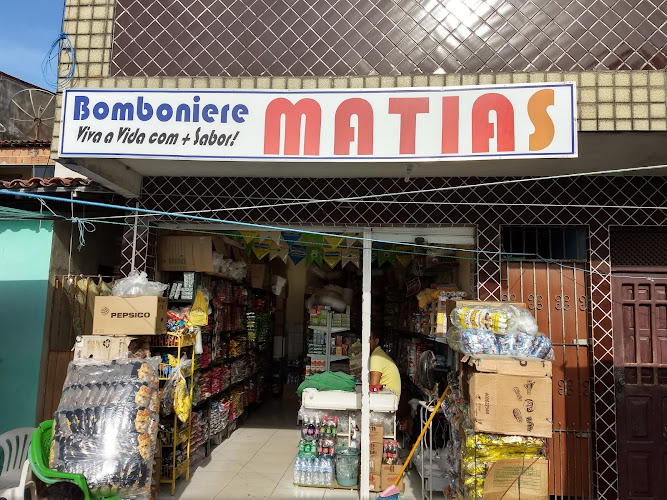 Bomboniere
Viva a Vida com + Sabor!
MATIAS
PEPSICO